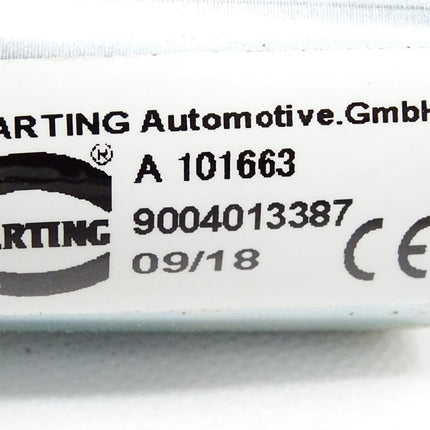 ARTING Automotive.GmbH
® A 101663
ARTING 9004013387
09/18 CE